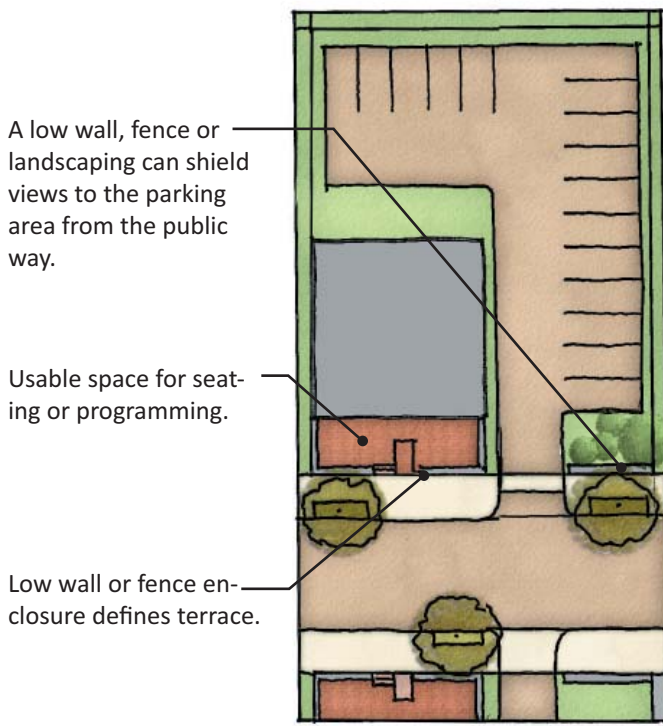 A low wall, fence or
landscaping can shield
views to the parking
area from the public
way.
Usable space for seat-
ing or programming.
Low wall or fence en-
closure defines terrace.